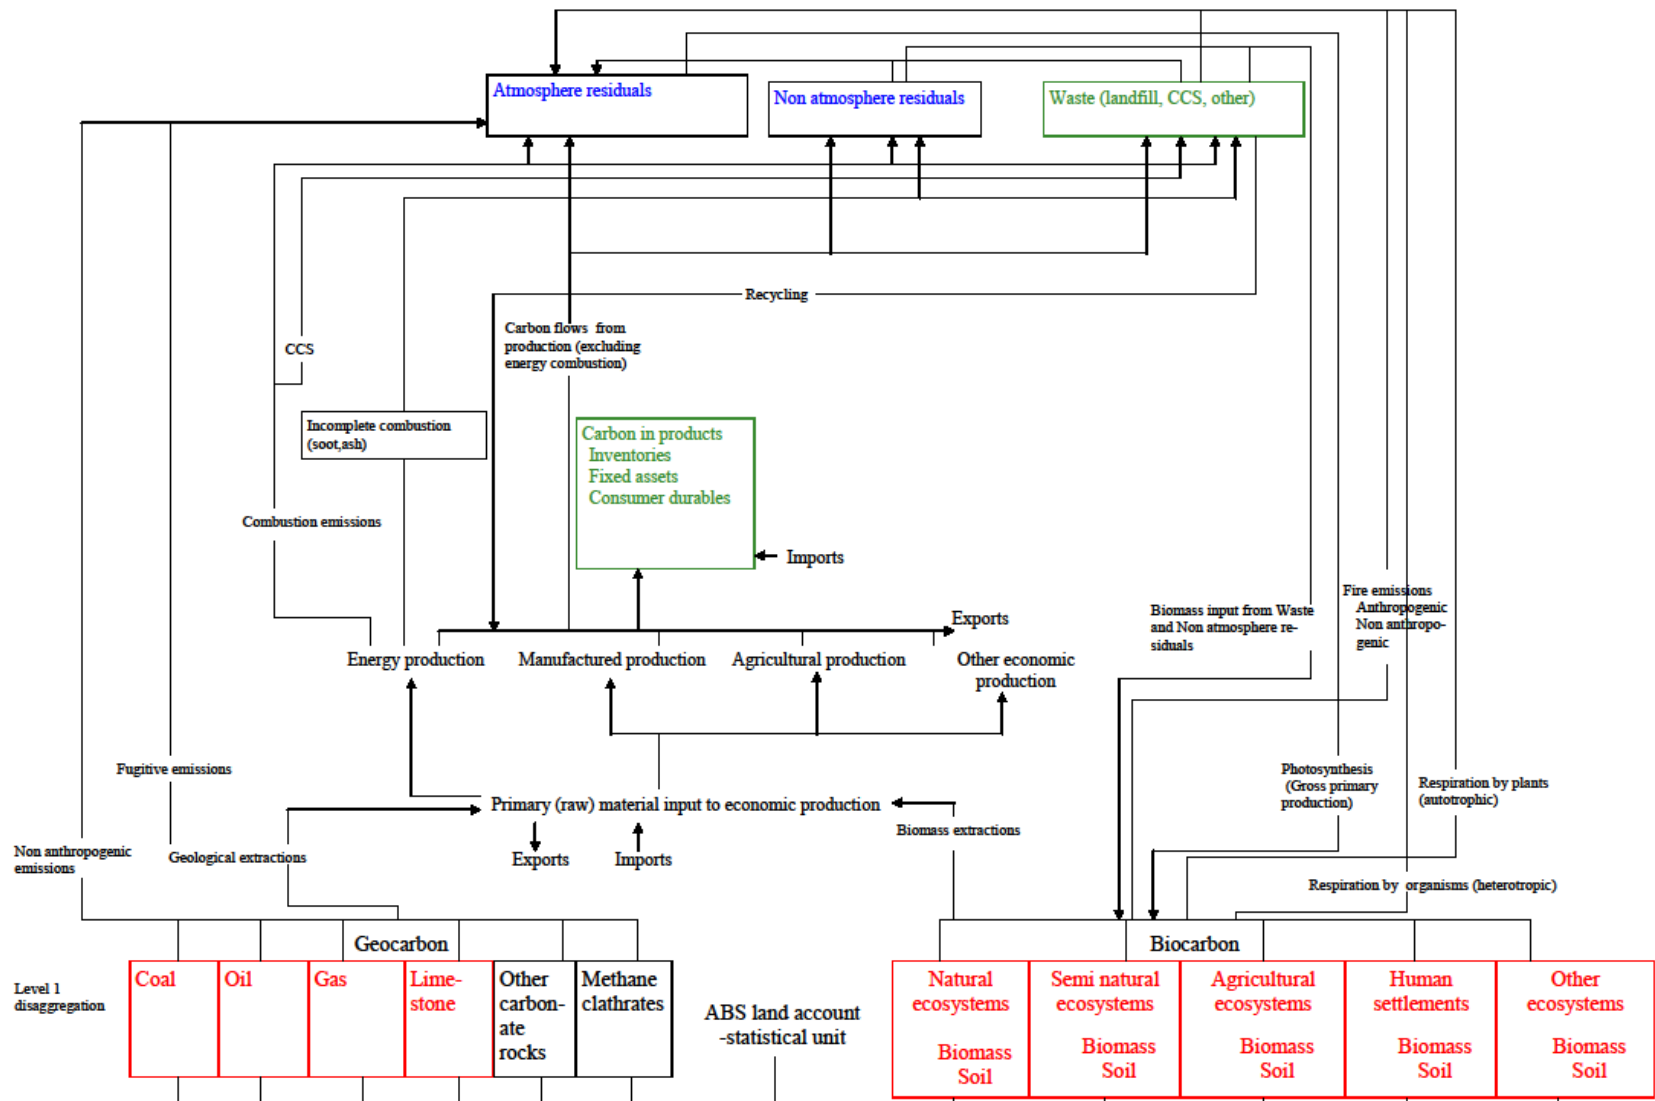 Atmosphere residuals
Non atmosphere residuals
Waste (landfill, CCS, other)
Recycling
Carbon flows from
production (excluding
energy combustion)
CCS
Incomplete combustion
(soot,ash)
Carbon in products
Inventories
Fixed assets
Consumer durables
Combustion emissions
Imports
Exports
Fire emissions
Anthropogenic
Non anthropo-
genic
Biomass input from Waste
and Non atmosphere re-
siduals
Energy production
Manufactured production
Agricultural production
Other economic
production
Fugitive emissions
Photosynthesis
(Gross primary
production)
Respiration by plants
(autotrophic)
Primary (raw) material input to economic production
Biomass extractions
Non anthropogenic
emissions
Geological extractions
Exports
Imports
Respiration by organisms (heterotropic)
Geocarbon
Biocarbon
Level 1
disaggregation
Coal
Oil
Gas
Lime-
stone
Other
carbon-
ate
rocks
Methane
clathrates
ABS land account
-statistical unit
Natural
ecosystems
Biomass
Soil
Semi natural
ecosystems
Biomass
Soil
Agricultural
ecosystems
Biomass
Soil
Human
settlements
Biomass
Soil
Other
ecosystems
Biomass
Soil